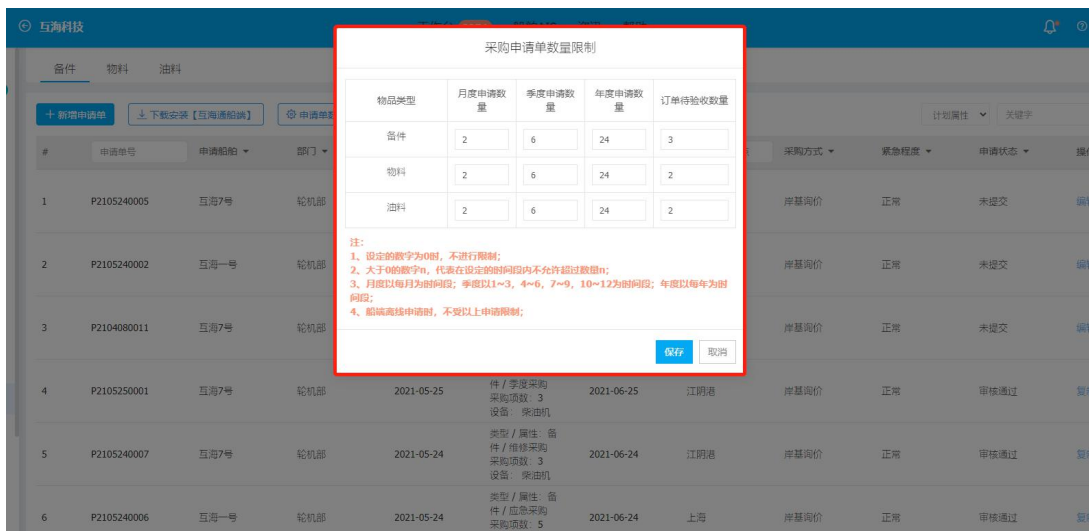 互海科技
备件 物料 油料
+ 新增申请单 下载安装【互海通船端】 申请单数
计划属性 关键字
# 申请单号 申请船舶 部门 采购方式 紧急程度 申请状态
采购申请单数量限制
物品类型 月度申请数量 季度申请数量 年度申请数量 订单待验收数量
备件 2 6 24 3
物料 2 6 24 2
油料 2 6 24 2
注:
1、设定的数字为0时,不进行限制;
2、大于0的数字n,代表在设定的时间段内不允许超过数量n;
3、月度以每月为时间段;季度以1~3,4~6,7~9,10~12为时间段;年度以每年为时
间段;
4、船端离线申请时,不受以上申请限制;
保存 取消
1 P2105240005 互海7号 轮机部 岸基询价 正常 未提交
2 P2105240002 互海一号 轮机部 岸基询价 正常 未提交
3 P2104080011 互海7号 轮机部 岸基询价 正常 未提交
件 / 季度采购
4 P2105250001 互海7号 轮机部 2021-05-25 采购项数:3 2021-06-25 江阴港 岸基询价 正常 审核通过
设备: 柴油机
类型 / 属性:备
件 / 维修采购
5 P2105240007 互海7号 轮机部 2021-05-24 采购项数:3 2021-06-24 江阴港 岸基询价 正常 审核通过
设备: 柴油机
类型 / 属性:备
件 / 应急采购
6 P2105240006 互海一号 轮机部 2021-05-24 采购项数:5 2021-06-24 上海 岸基询价 正常 审核通过